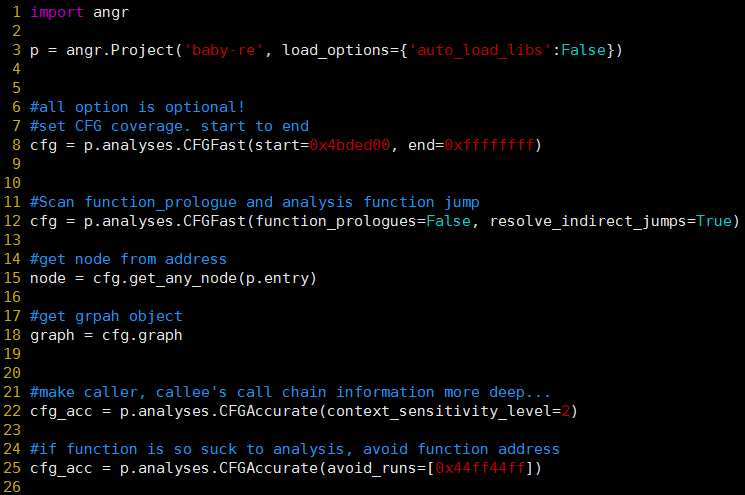 1 import angr
2
3 p = angr.Project('baby-re', load_options={'auto_load_libs':False})
4
5
6 #all option is optional!
7 #set CFG coverage. start to end
8 cfg = p.analyses.CFGFast(start=0x4bded00, end=0xffffffff)
9
10
11 #Scan function_prologue and analysis function jump
12 cfg = p.analyses.CFGFast(function_prologues=False, resolve_indirect_jumps=True)
13
14 #get node from address
15 node = cfg.get_any_node(p.entry)
16
17 #get grpah object
18 graph = cfg.graph
19
20
21 #make caller, callee's call chain information more deep...
22 cfg_acc = p.analyses.CFGAccurate(context_sensitivity_level=2)
23
24 #if function is so suck to analysis, avoid function address
25 cfg_acc = p.analyses.CFGAccurate(avoid_runs=[0x44ff44ff])
26